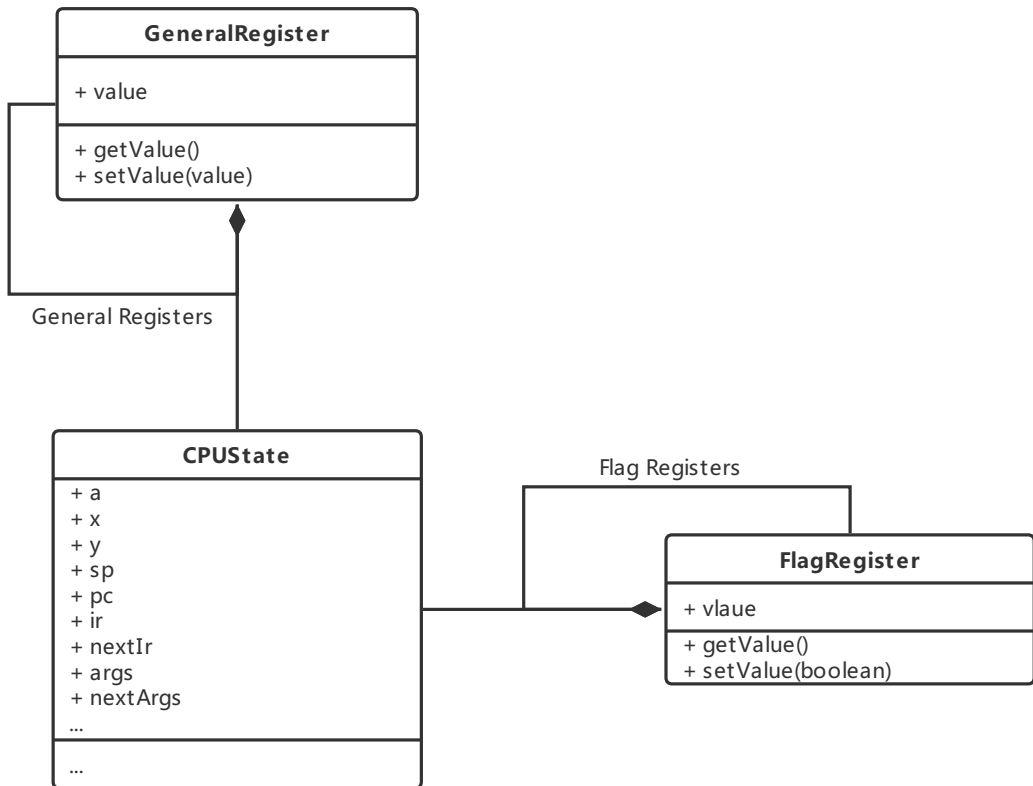 GeneralRegister
+ value
+ getValue()
+ setValue(value)
General Registers
CPUState
+ a
+ x
+ y
+ sp
+ pc
+ ir
+ nextIr
+ args
+ nextArgs
...
...
Flag Registers
FlagRegister
+ vlaue
+ getValue()
+ setValue(boolean)